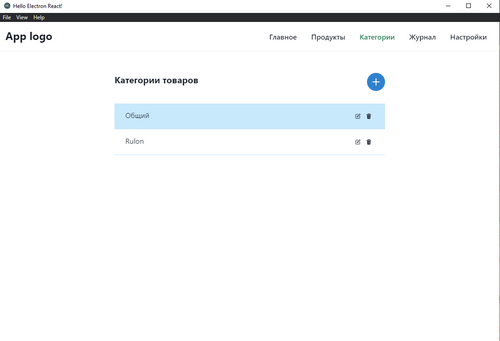 Hello Electron React!
File View Help
App logo Главное Продукты Категории Журнал Настройки
Категории товаров
Общий
Rulon